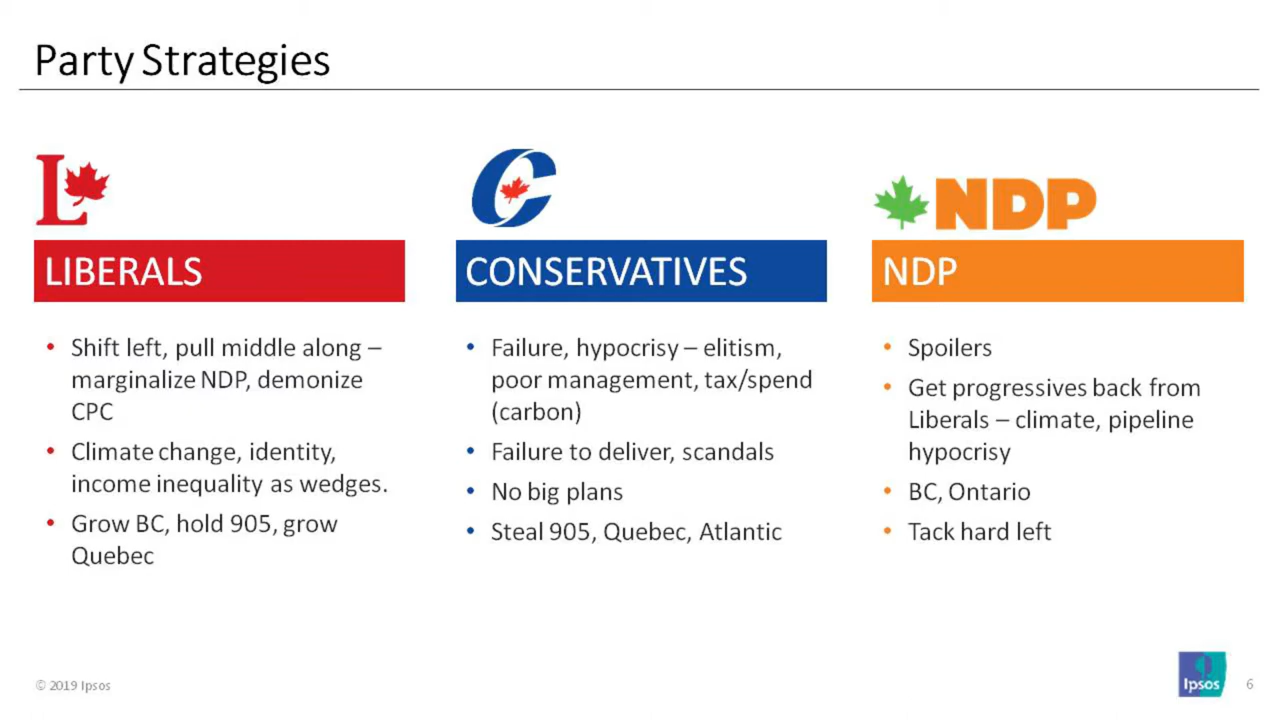 Party Strategies
L
C
NDP
LIBERALS
CONSERVATIVES
NDP
• Shift left, pull middle along –
marginalize NDP, demonize
CPC
• Climate change, identity,
income inequality as wedges.
• Grow BC, hold 905, grow
Quebec
• Failure, hypocrisy – elitism,
poor management, tax/spend
(carbon)
• Failure to deliver, scandals
• No big plans
• Steal 905, Quebec, Atlantic
• Spoilers
• Get progressives back from
Liberals – climate, pipeline
hypocrisy
• BC, Ontario
• Tack hard left
© 2019 Ipsos
Ipsos
6